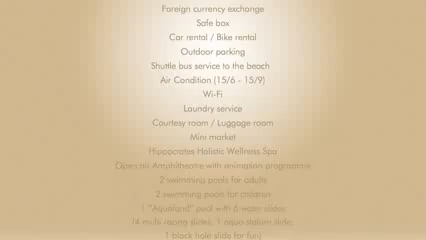 Foreign currency exchange
Safe box
Car rental / Bike rental
Outdoor parking
Shuttle bus service to the beach
Air Condition (15/6 - 15/9)
Wi-Fi
Laundry service
Courtesy room / Luggage room
Mini market
Hippocrates Holistic Wellness Spa
Open air Amphitheatre with animation programme
2 swimming pools for adults
2 swimming pools for children
1 "Aqualand" pool with 6 water slides
(4 multi racing slides, 1 aqua stadium slide,
1 black hole slide for fun)